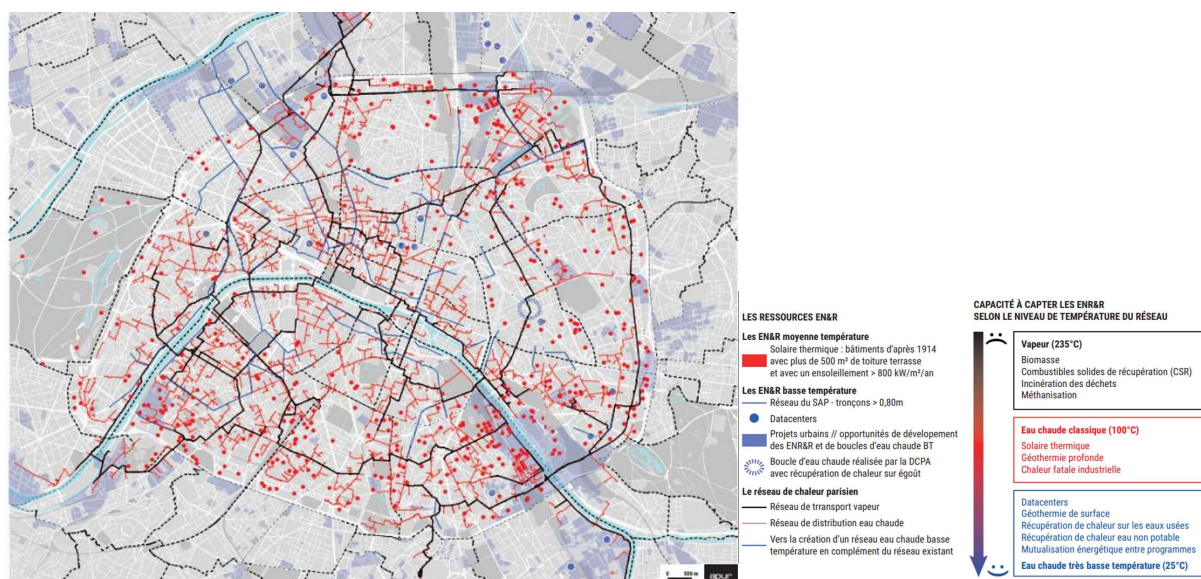 LES RESSOURCES EN&R
Les EN&R moyenne température
Solaire thermique : bâtiments d'après 1914
avec plus de 500 m² de toiture terrasse
et avec un ensoleillement > 800 kW/m²/an
Les EN&R basse température
Réseau du SAP - tronçons > 0,80m
Datacenters
Projets urbains // opportunités de dévelopement
des ENR&R et de boucles d'eau chaude BT
Boucle d'eau chaude réalisée par la DCPA
avec récupération de chaleur sur égoût
Le réseau de chaleur parisien
Réseau de transport vapeur
Réseau de distribution eau chaude
Vers la création d'un réseau eau chaude basse
température en complément du réseau existant
0 500 m
apur
CAPACITÉ À CAPTER LES ENR&R
SELON LE NIVEAU DE TEMPÉRATURE DU RÉSEAU
Vapeur (235°C)
Biomasse
Combustibles solides de récupération (CSR)
Incinération des déchets
Méthanisation
Eau chaude classique (100°C)
Solaire thermique
Géothermie profonde
Chaleur fatale industrielle
Datacenters
Géothermie de surface
Récupération de chaleur sur les eaux usées
Récupération de chaleur eau non potable
Mutualisation énergétique entre programmes
Eau chaude très basse température (25°C)